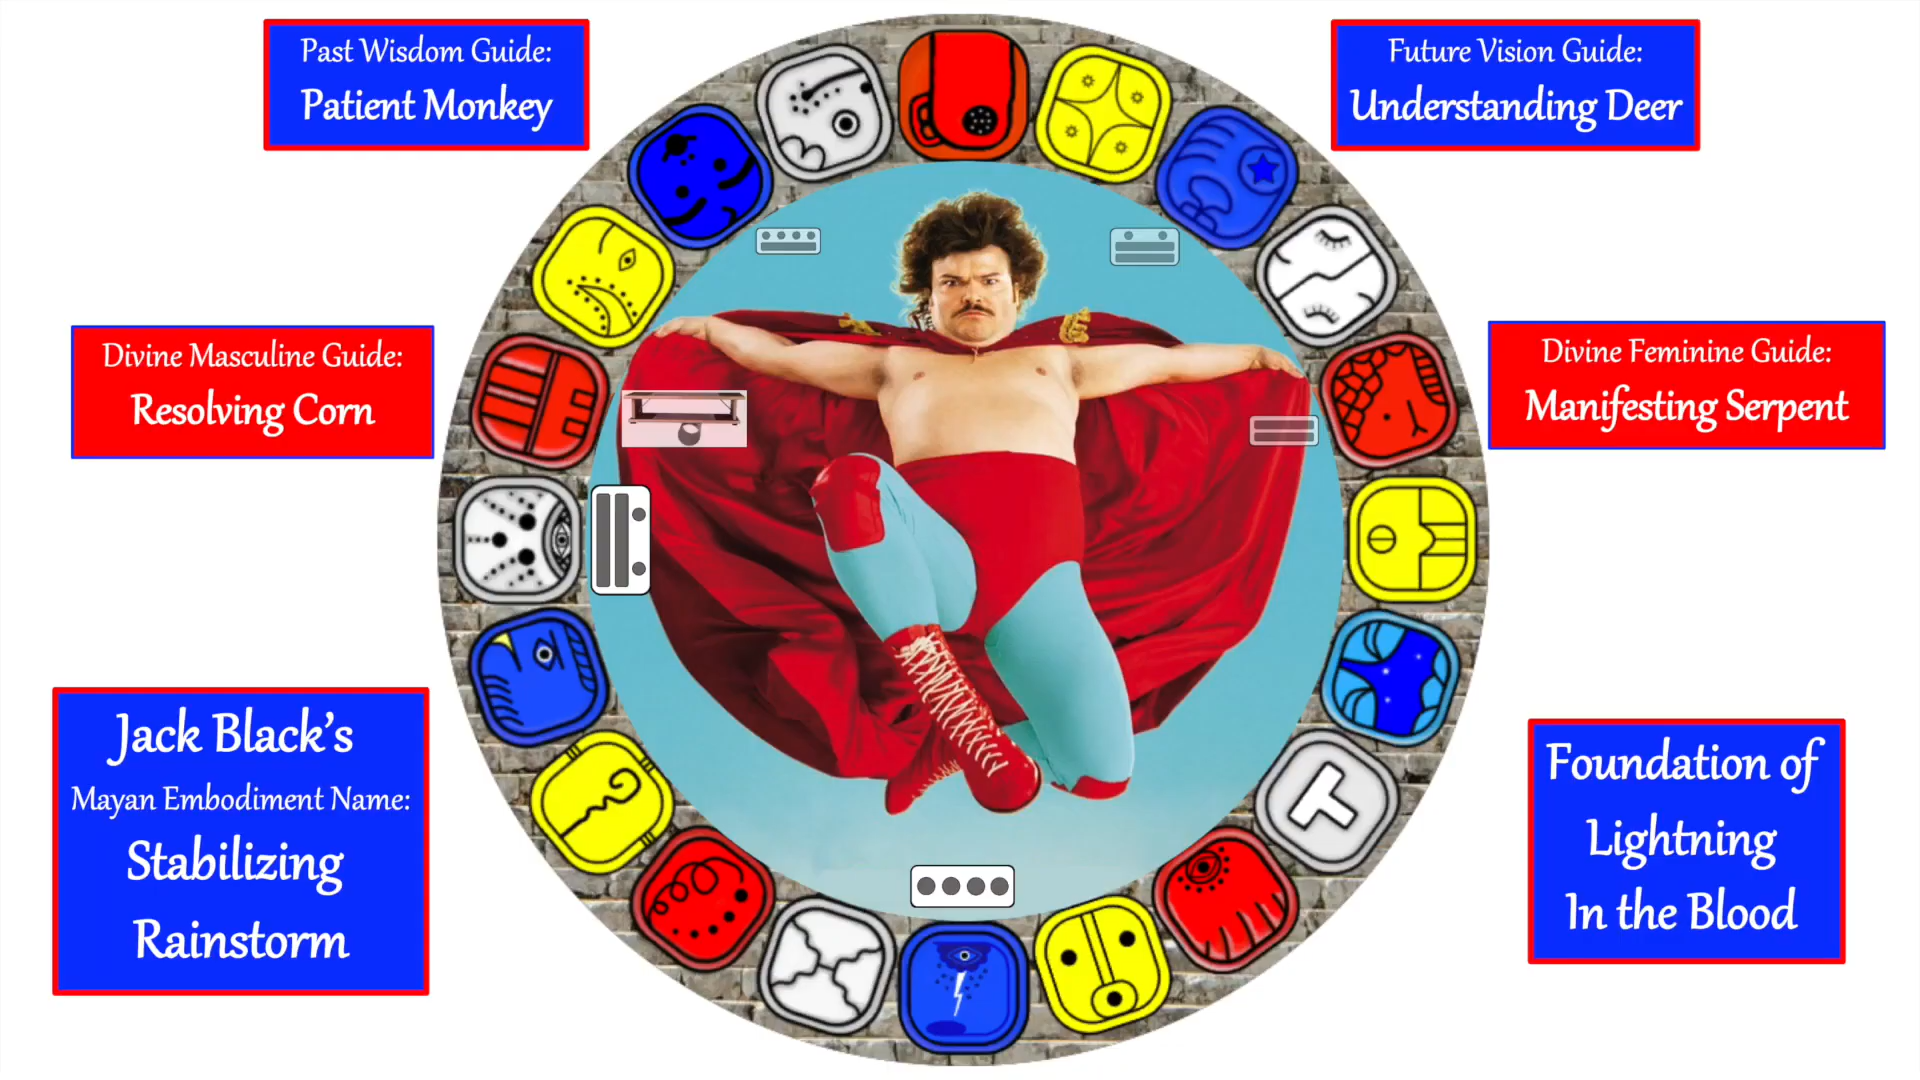 Past Wisdom Guide:
Patient Monkey
Future Vision Guide:
Understanding Deer
Divine Masculine Guide:
Resolving Corn
Divine Feminine Guide:
Manifesting Serpent
Jack Black's
Mayan Embodiment Name:
Stabilizing
Rainstorm
Foundation of
Lightning
In the Blood